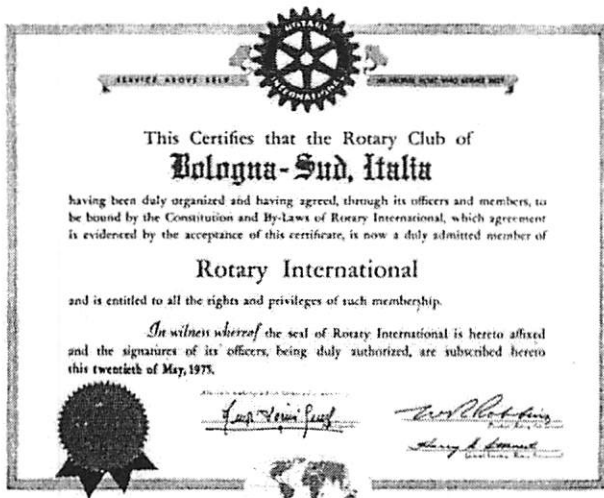 ROTARY
INTERNATIONAL
SERVICE ABOVE SELF
HE PROFITS MOST WHO SERVES BEST
This Certifies that the Rotary Club of
Bologna-Sud, Italia
having been duly organized and having agreed, through its officers and members, to
be bound by the Constitution and By-Laws of Rotary International, which agreement
is evidenced by the acceptance of this certificate, is now a duly admitted member of
Rotary International
and is entitled to all the rights and privileges of such membership.
In witness whereof the seal of Rotary International is hereto affixed
and the signatures of its officers, being duly authorized, are subscribed hereto
this twentieth of May, 1975.